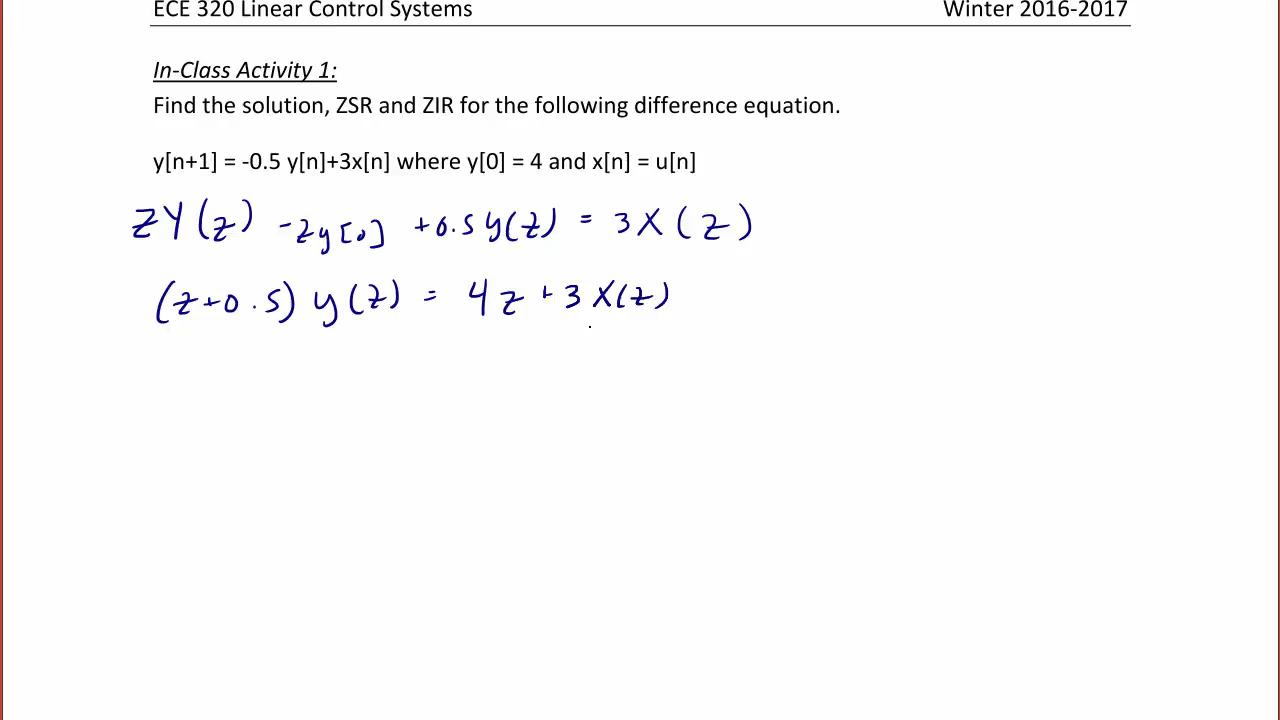 ECE 320 Linear Control Systems Winter 2016-2017
In-Class Activity 1:
Find the solution, ZSR and ZIR for the following difference equation.
y[n+1] = -0.5 y[n]+3x[n] where y[0] = 4 and x[n] = u[n]
zY(z) -zy[0] +0.5y(z) = 3X(z)
(z+0.5) y(z) = 4z+3X(z)